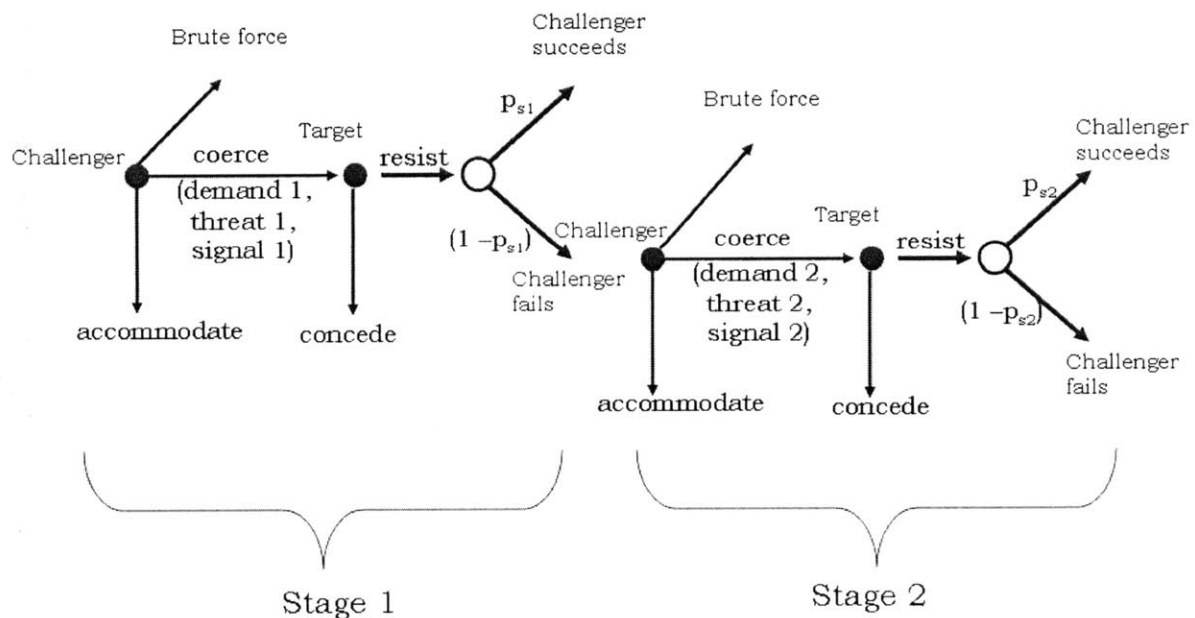 Brute force
Challenger
succeeds
p_s1
Target
Challenger
coerce
resist
(demand 1,
threat 1,
signal 1)
(1 –p_s1)
Challenger
fails
accommodate
concede
Brute force
Challenger
succeeds
p_s2
Target
Challenger
coerce
resist
(demand 2,
threat 2,
signal 2)
(1 –p_s2)
Challenger
fails
accommodate
concede
Stage 1
Stage 2